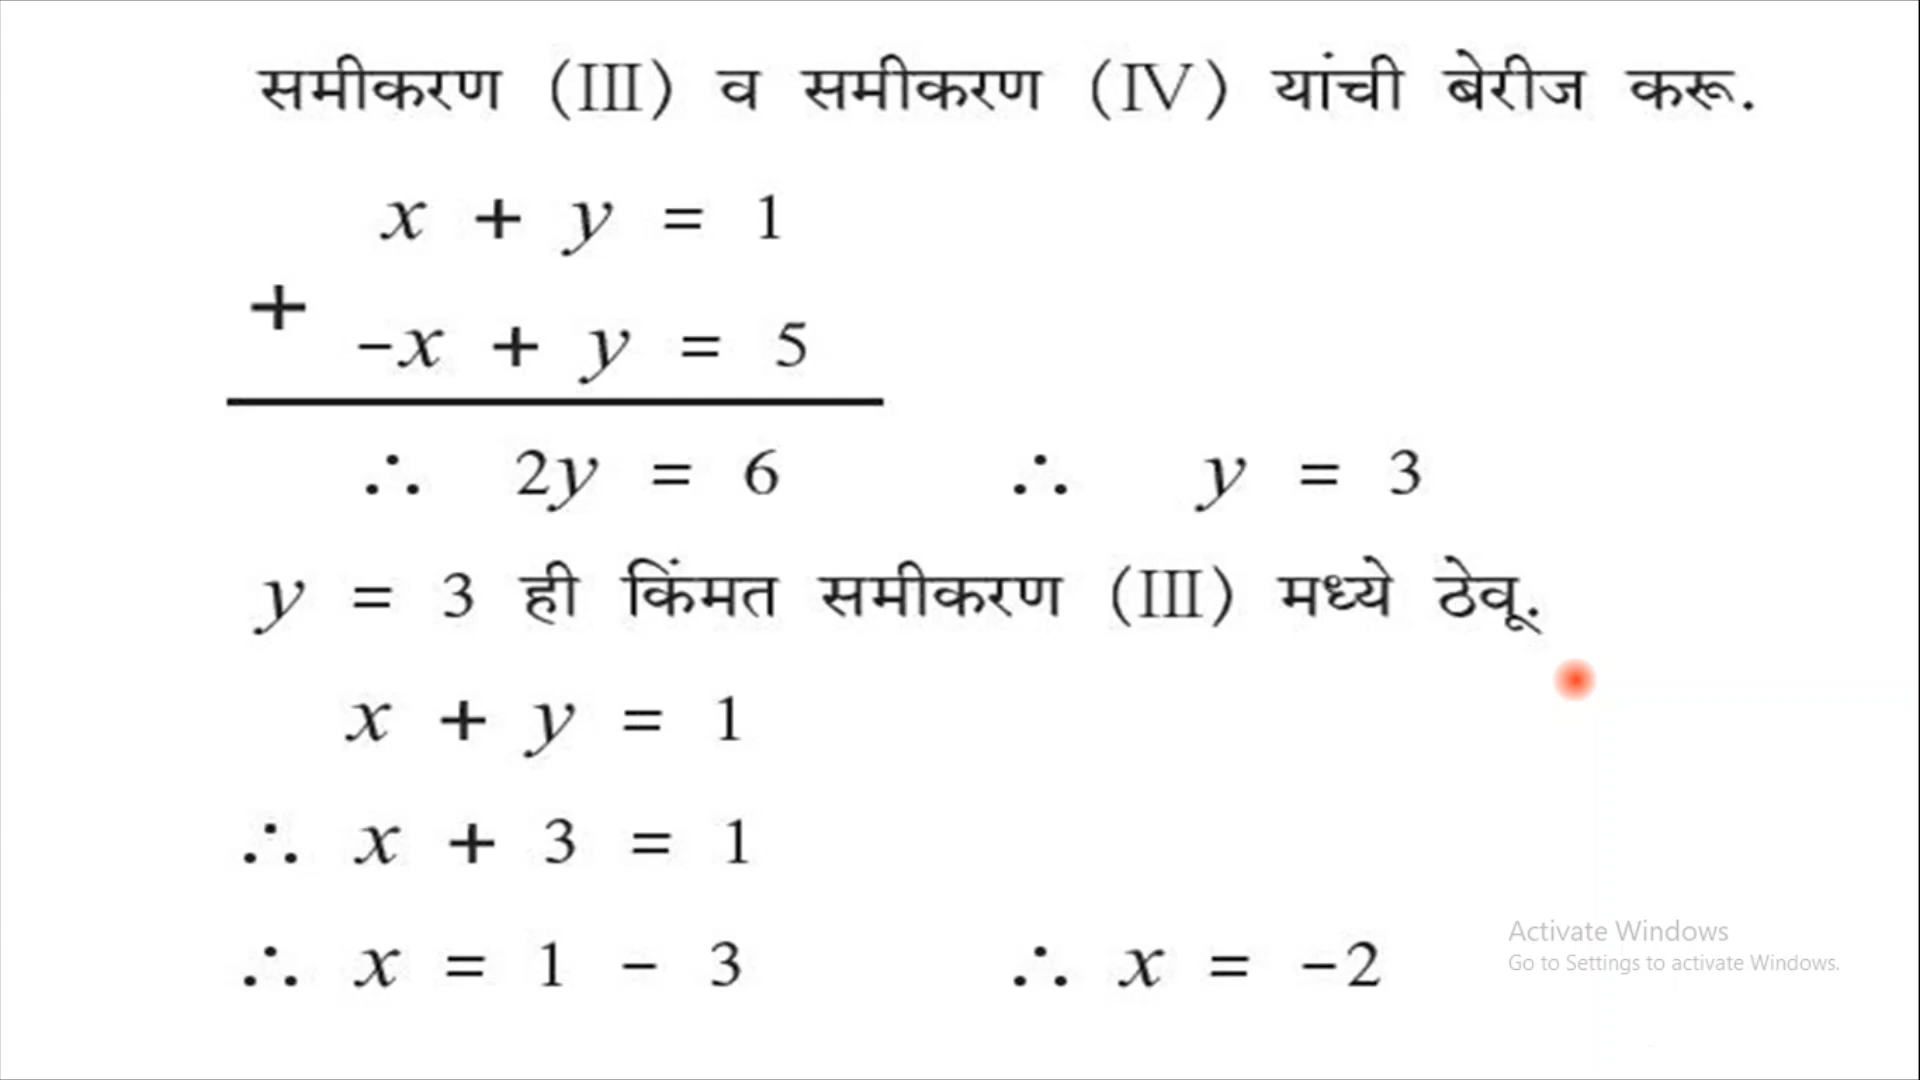 समीकरण (III) व समीकरण (IV) यांची बेरीज करू.
x + y = 1
+
-x + y = 5
∴ 2y = 6 ∴ y = 3
y = 3 ही किंमत समीकरण (III) मध्ये ठेवू.
x + y = 1
∴ x + 3 = 1
∴ x = 1 - 3 ∴ x = -2
Activate Windows
Go to Settings to activate Windows.